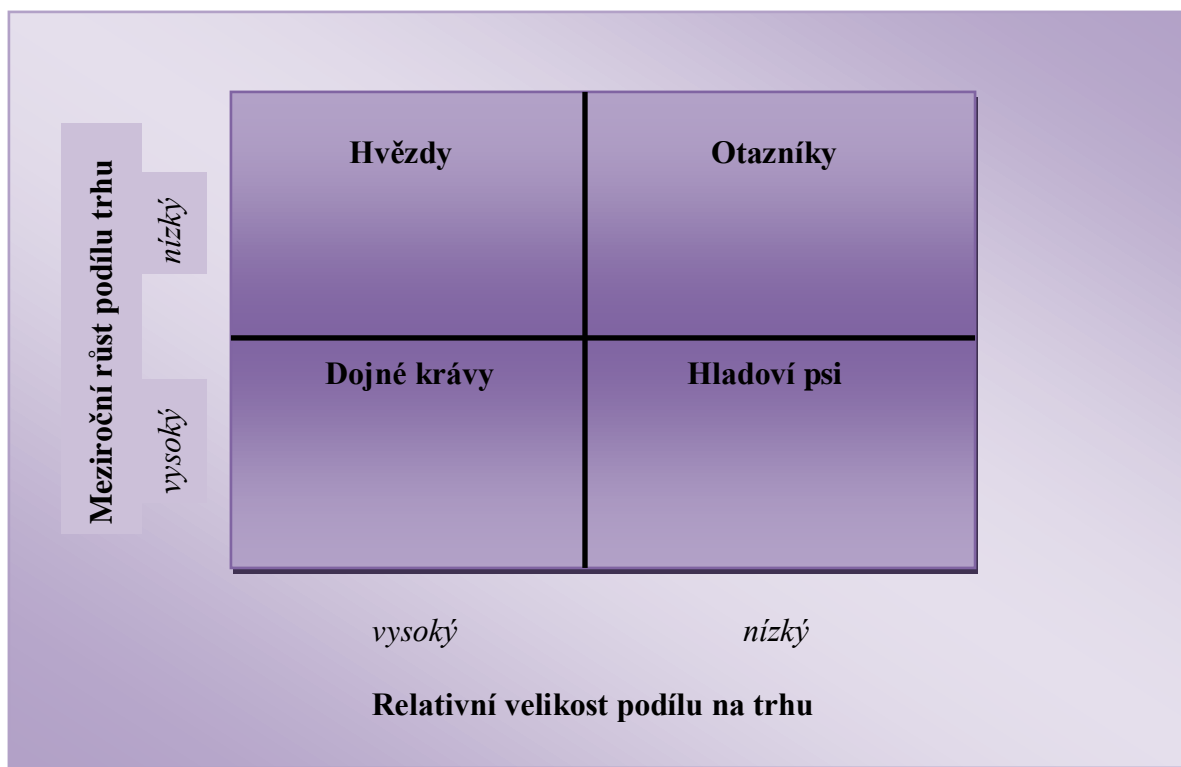 Hvězdy
Otazníky
Meziroční růst podílu trhu
nízký
vysoký
Dojné krávy
Hladoví psi
vysoký
nízký
Relativní velikost podílu na trhu